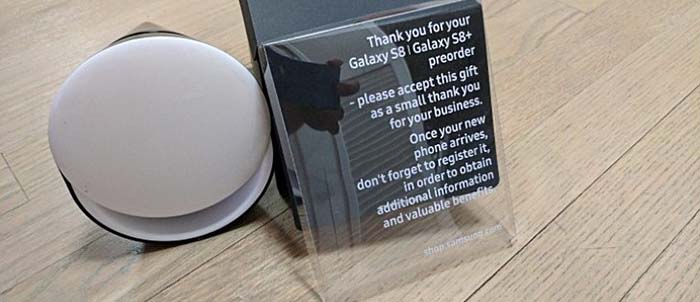 Thank you for your
Galaxy S8 | Galaxy S8+
preorder
- please accept this gift
as a small thank you
for your business.
Once your new
phone arrives,
don't forget to register it,
in order to obtain
additional information
and valuable benefits
shop.samsung.com